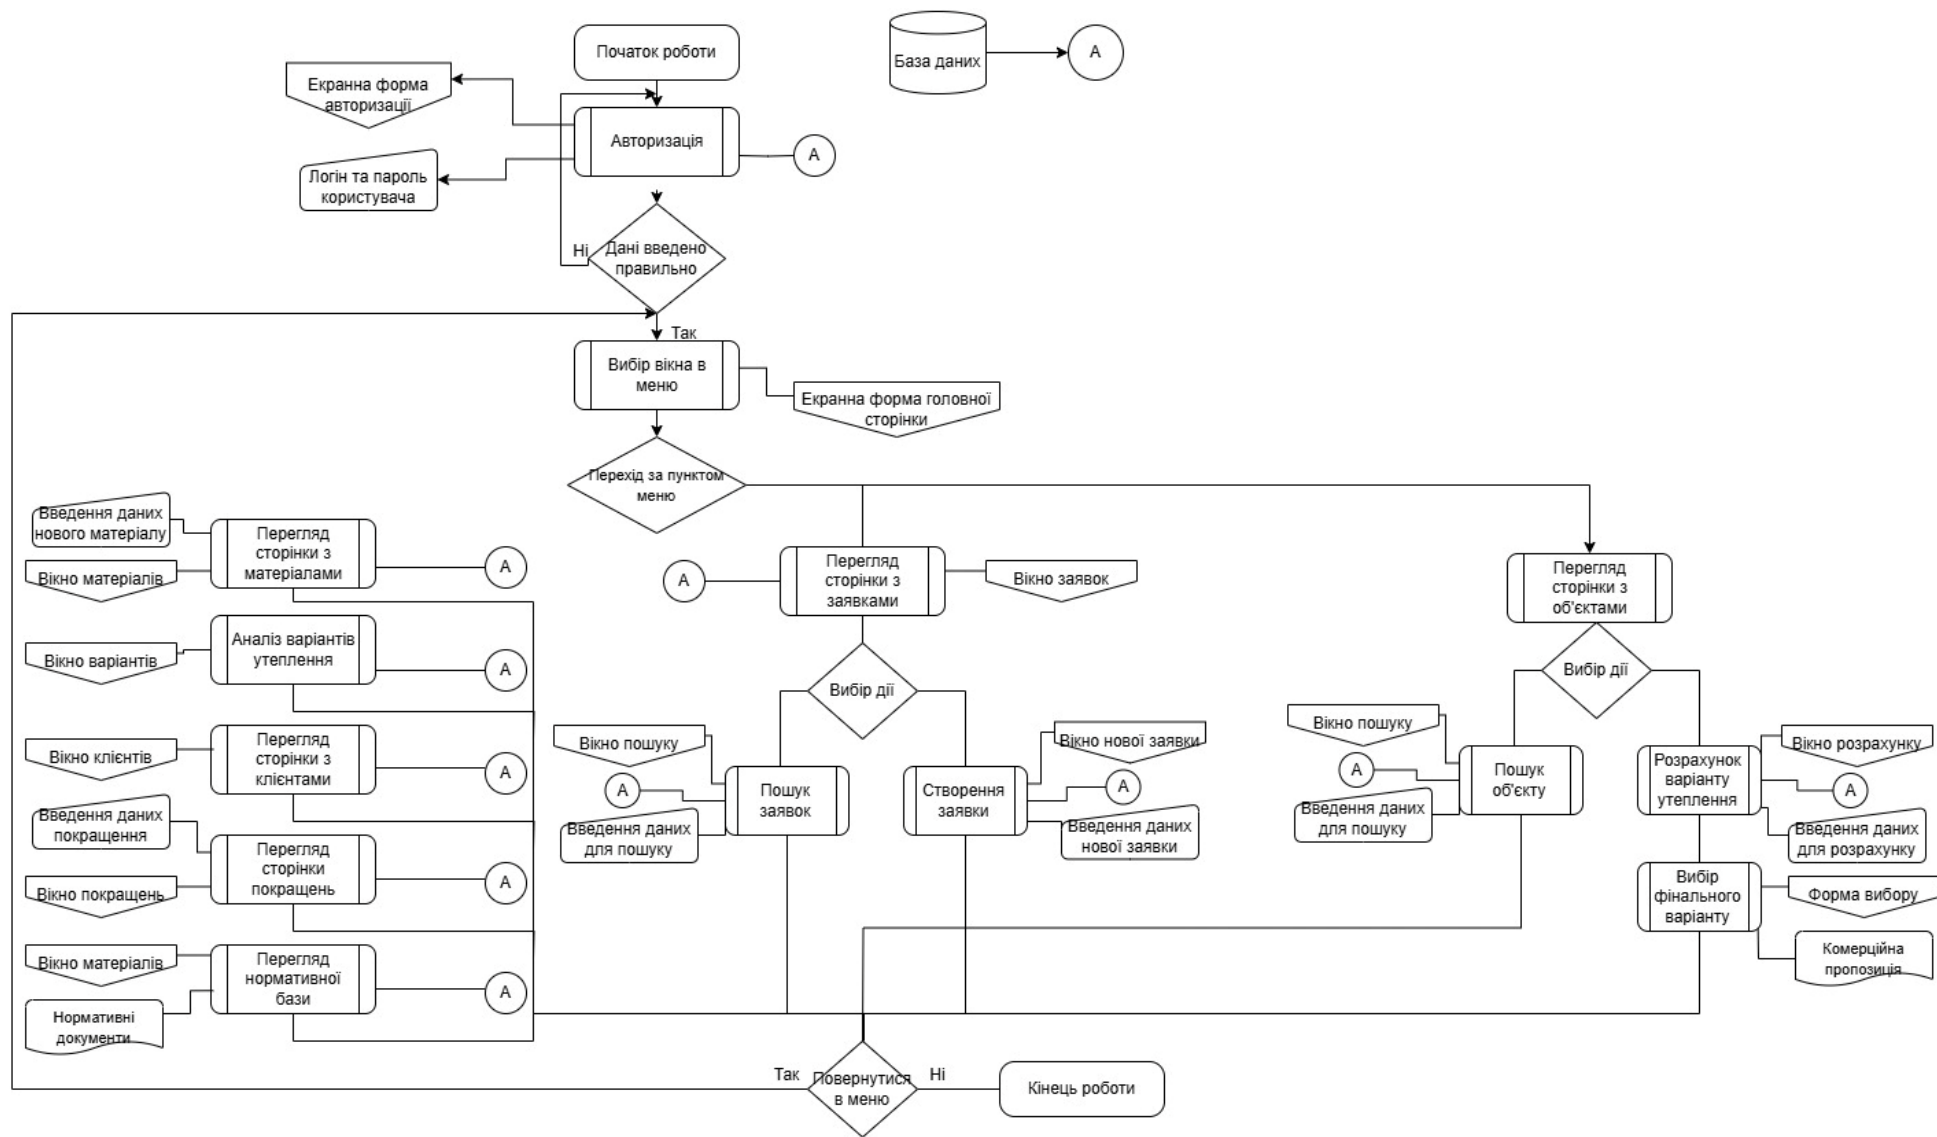 Початок роботи
База даних
А
Екранна форма
авторизації
Авторизація
А
Логін та пароль
користувача
Ні
Дані введено
правильно
Так
Вибір вікна в
меню
Екранна форма головної
сторінки
Перехід за пунктом
меню
Введення даних
нового матеріалу
Вікно матеріалів
Перегляд
сторінки з
матеріалами
А
Вікно варіантів
Аналіз варіантів
утеплення
А
Вікно клієнтів
Перегляд
сторінки з
клієнтами
А
Введення даних
покращення
Вікно покращень
Перегляд
сторінки
покращень
А
Вікно матеріалів
Нормативні
документи
Перегляд
нормативної
бази
А
А
Перегляд
сторінки з
заявками
Вікно заявок
Вибір дії
Вікно пошуку
А
Введення даних
для пошуку
Пошук
заявок
Створення
заявки
Вікно нової заявки
А
Введення даних
нової заявки
Перегляд
сторінки з
об'єктами
Вибір дії
Вікно пошуку
А
Введення даних
для пошуку
Пошук
об'єкту
Розрахунок
варіанту
утеплення
Вікно розрахунку
А
Введення даних
для розрахунку
Вибір
фінального
варіанту
Форма вибору
Комерційна
пропозиція
Так
Повернутися
в меню
Ні
Кінець роботи